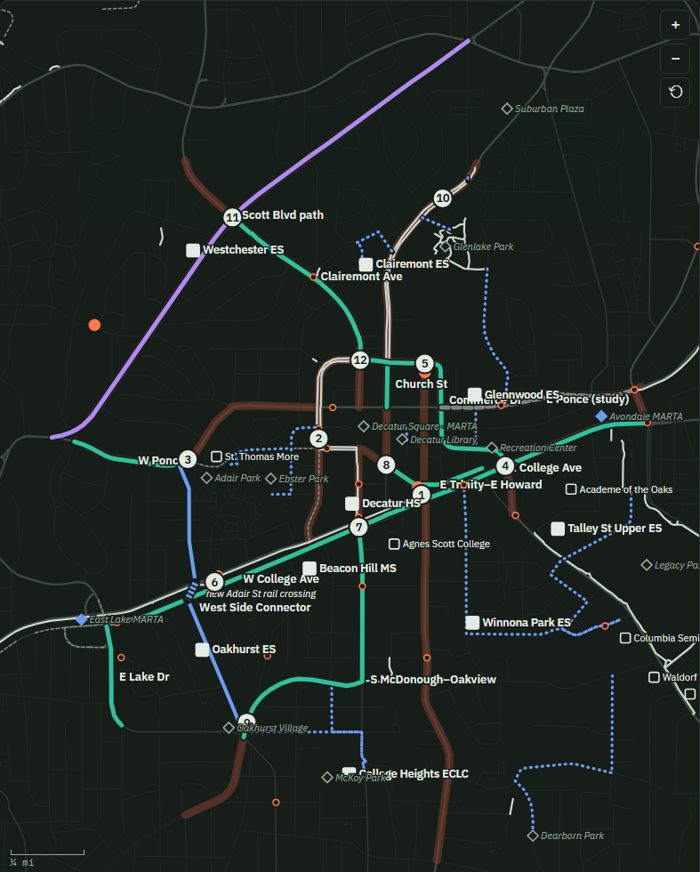 +
−
Suburban Plaza
10
11
Scott Blvd path
Westchester ES
Glenlake Park
Clairemont ES
Clairemont Ave
12
5
Church St
Glennwood ES
E Ponce (study)
Avondale MARTA
Decatur Square · MARTA
2
Decatur Library
Recreation Center
W Ponc
3
St. Thomas More
8
4
College Ave
Adair Park
Ebster Park
E Trinity–E Howard
1
Academe of the Oaks
Decatur HS
7
Talley St Upper ES
Agnes Scott College
Beacon Hill MS
Legacy Par
6
W College Ave
new Adair St rail crossing
West Side Connector
East Lake MARTA
Winnona Park ES
Columbia Semi
Oakhurst ES
E Lake Dr
S McDonough–Oakview
Waldorf
9
Oakhurst Village
College Heights ECLC
McKoy Park
Dearborn Park
¼ mi